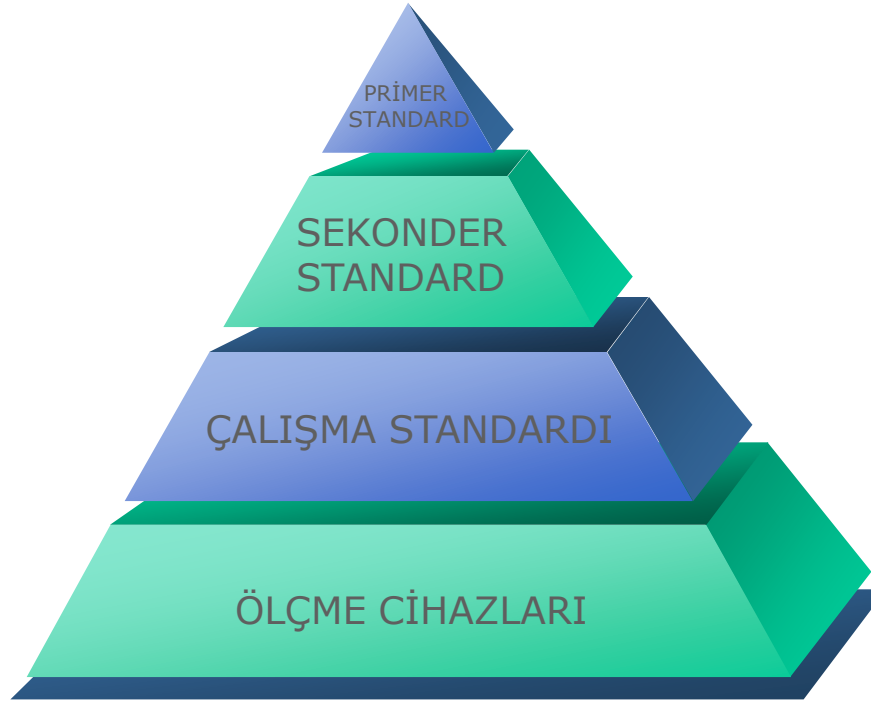 PRİMER
STANDARD
SEKONDER
STANDARD
ÇALIŞMA STANDARDI
ÖLÇME CİHAZLARI